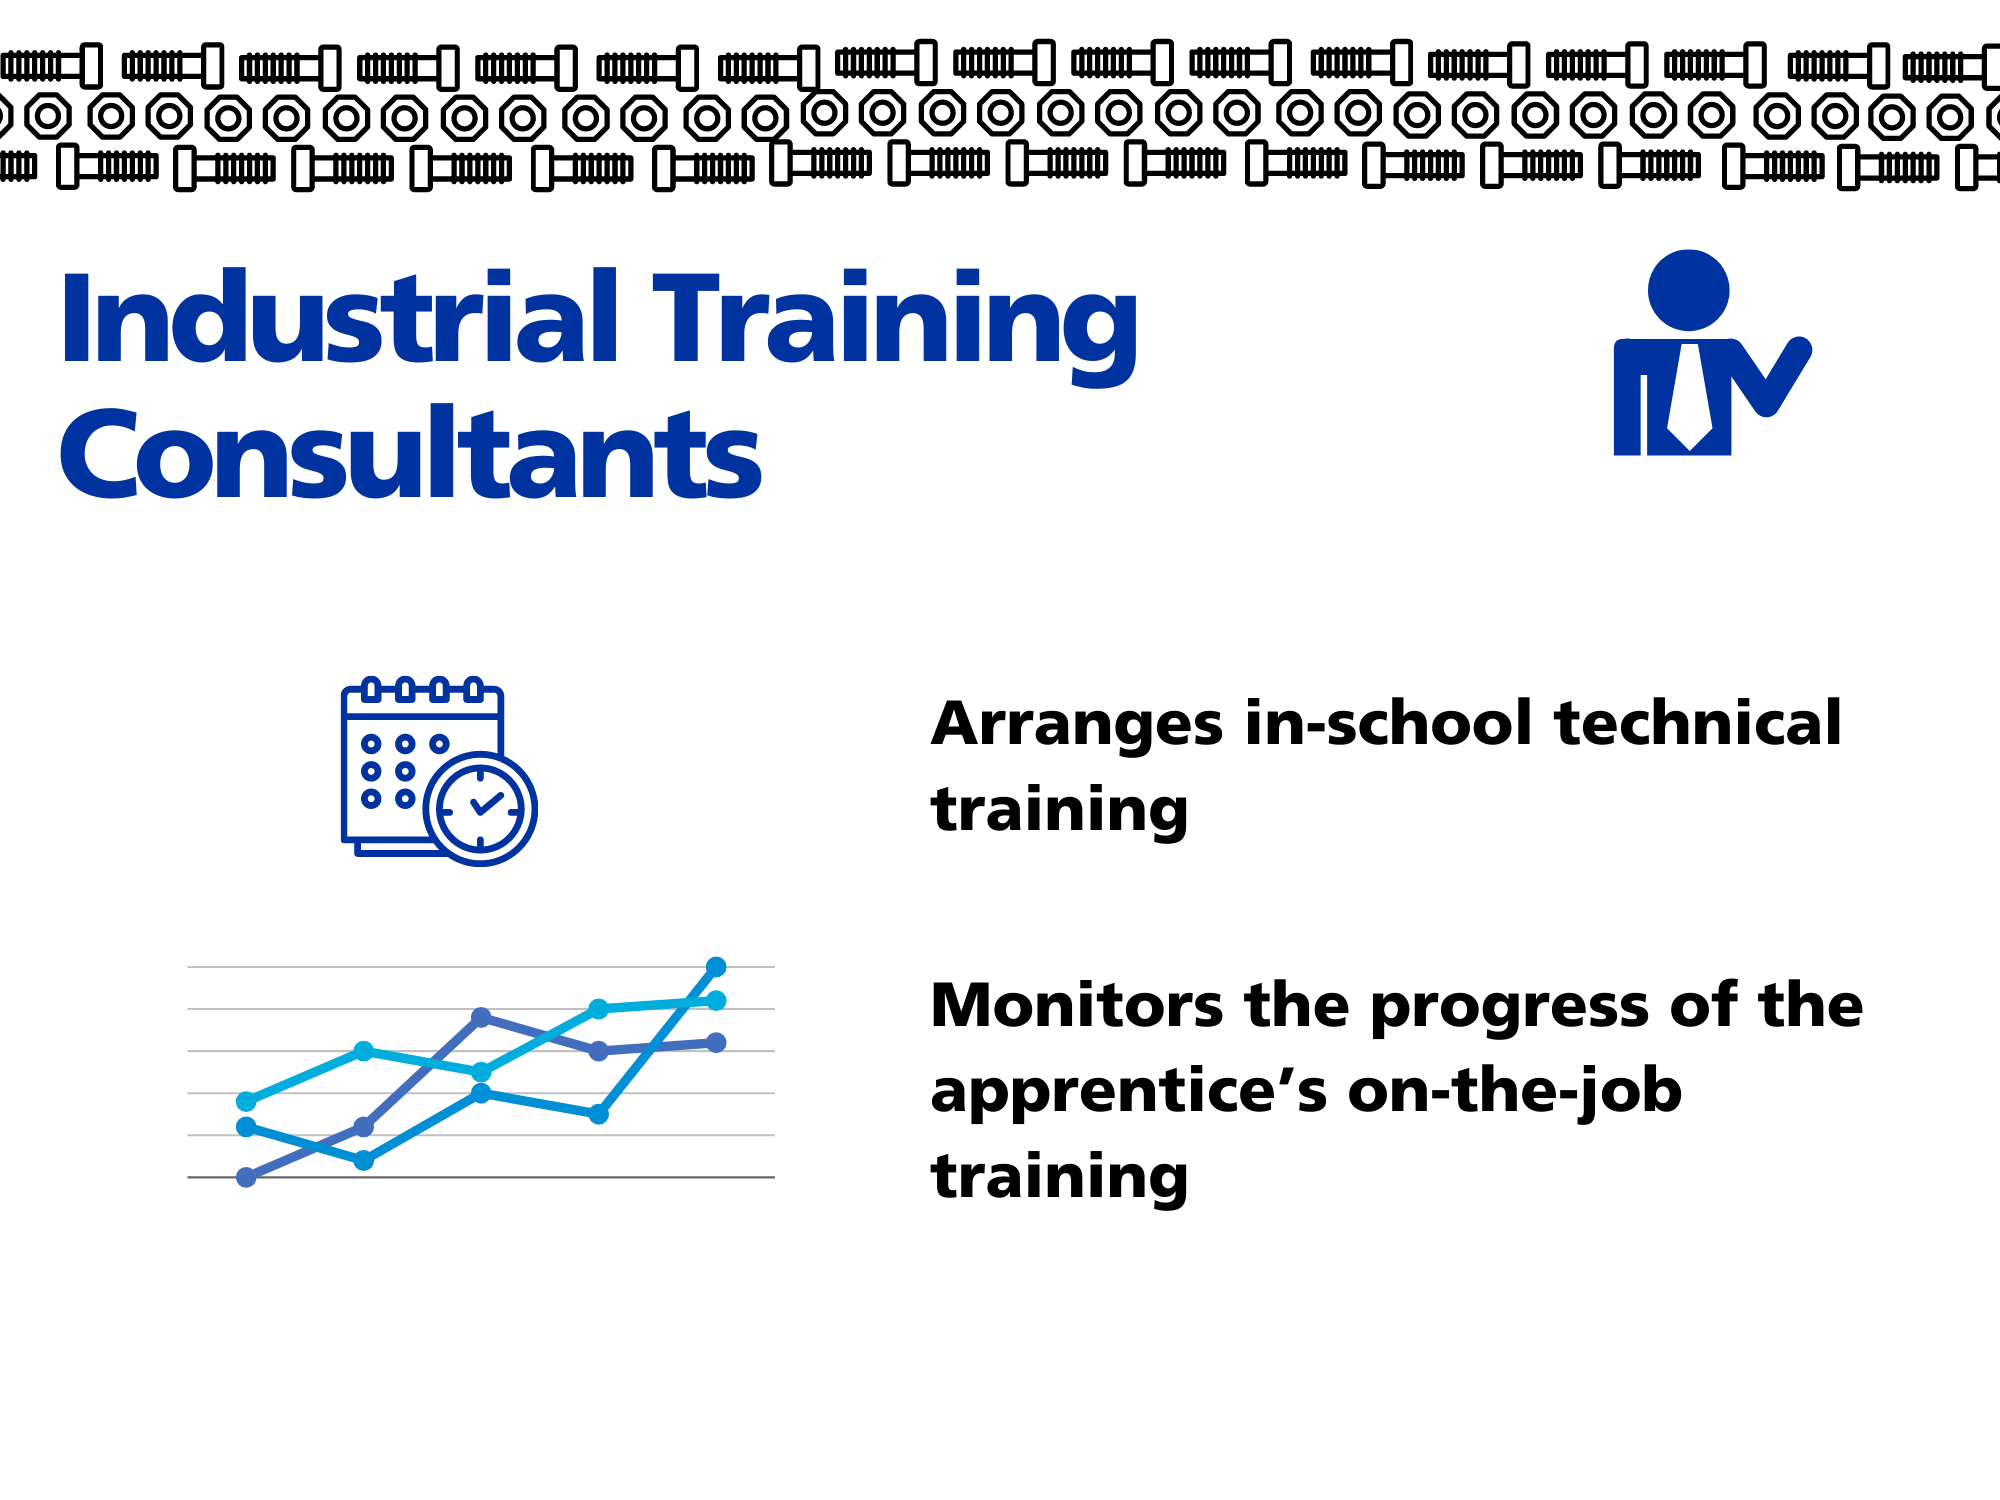 Industrial Training
Consultants
Arranges in-school technical
training
Monitors the progress of the
apprentice’s on-the-job
training